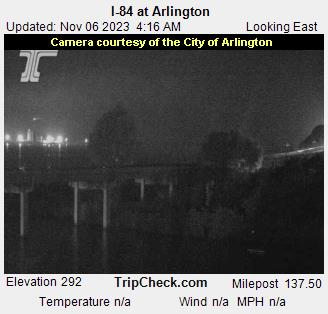 I-84 at Arlington
Updated: Nov 06 2023 4:16 AM Looking East
Camera courtesy of the City of Arlington
Elevation 292 TripCheck.com Milepost 137.50
Temperature n/a Wind n/a MPH n/a